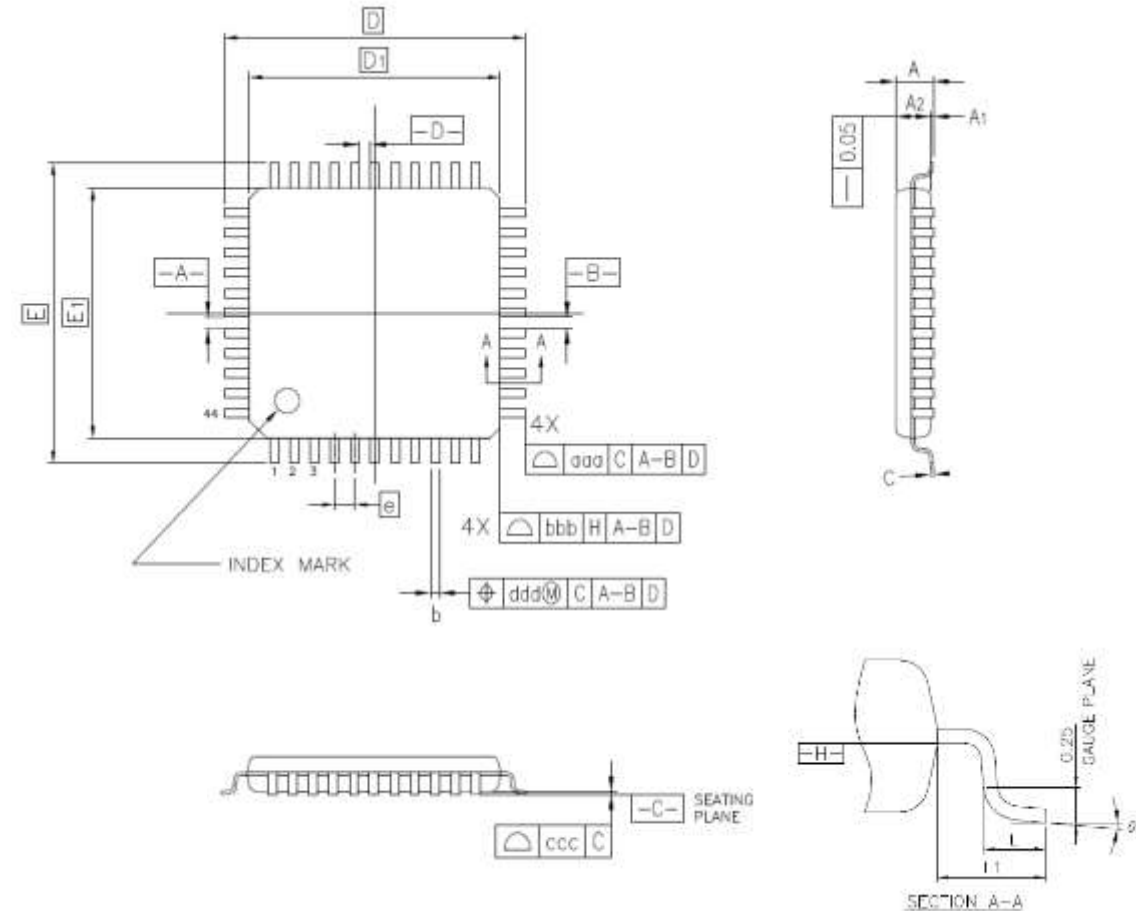 D
D1
A
A2
A1
0.05
-D-
-A-
-B-
E
E1
A A
44
4X
aaa C A-B D
1 2 3
e
C
4X bbb H A-B D
INDEX MARK
ddd Ⓜ C A-B D
b
-H-
0.25
GAUGE PLANE
-C- SEATING
PLANE
ccc C
L
L1
SECTION A-A